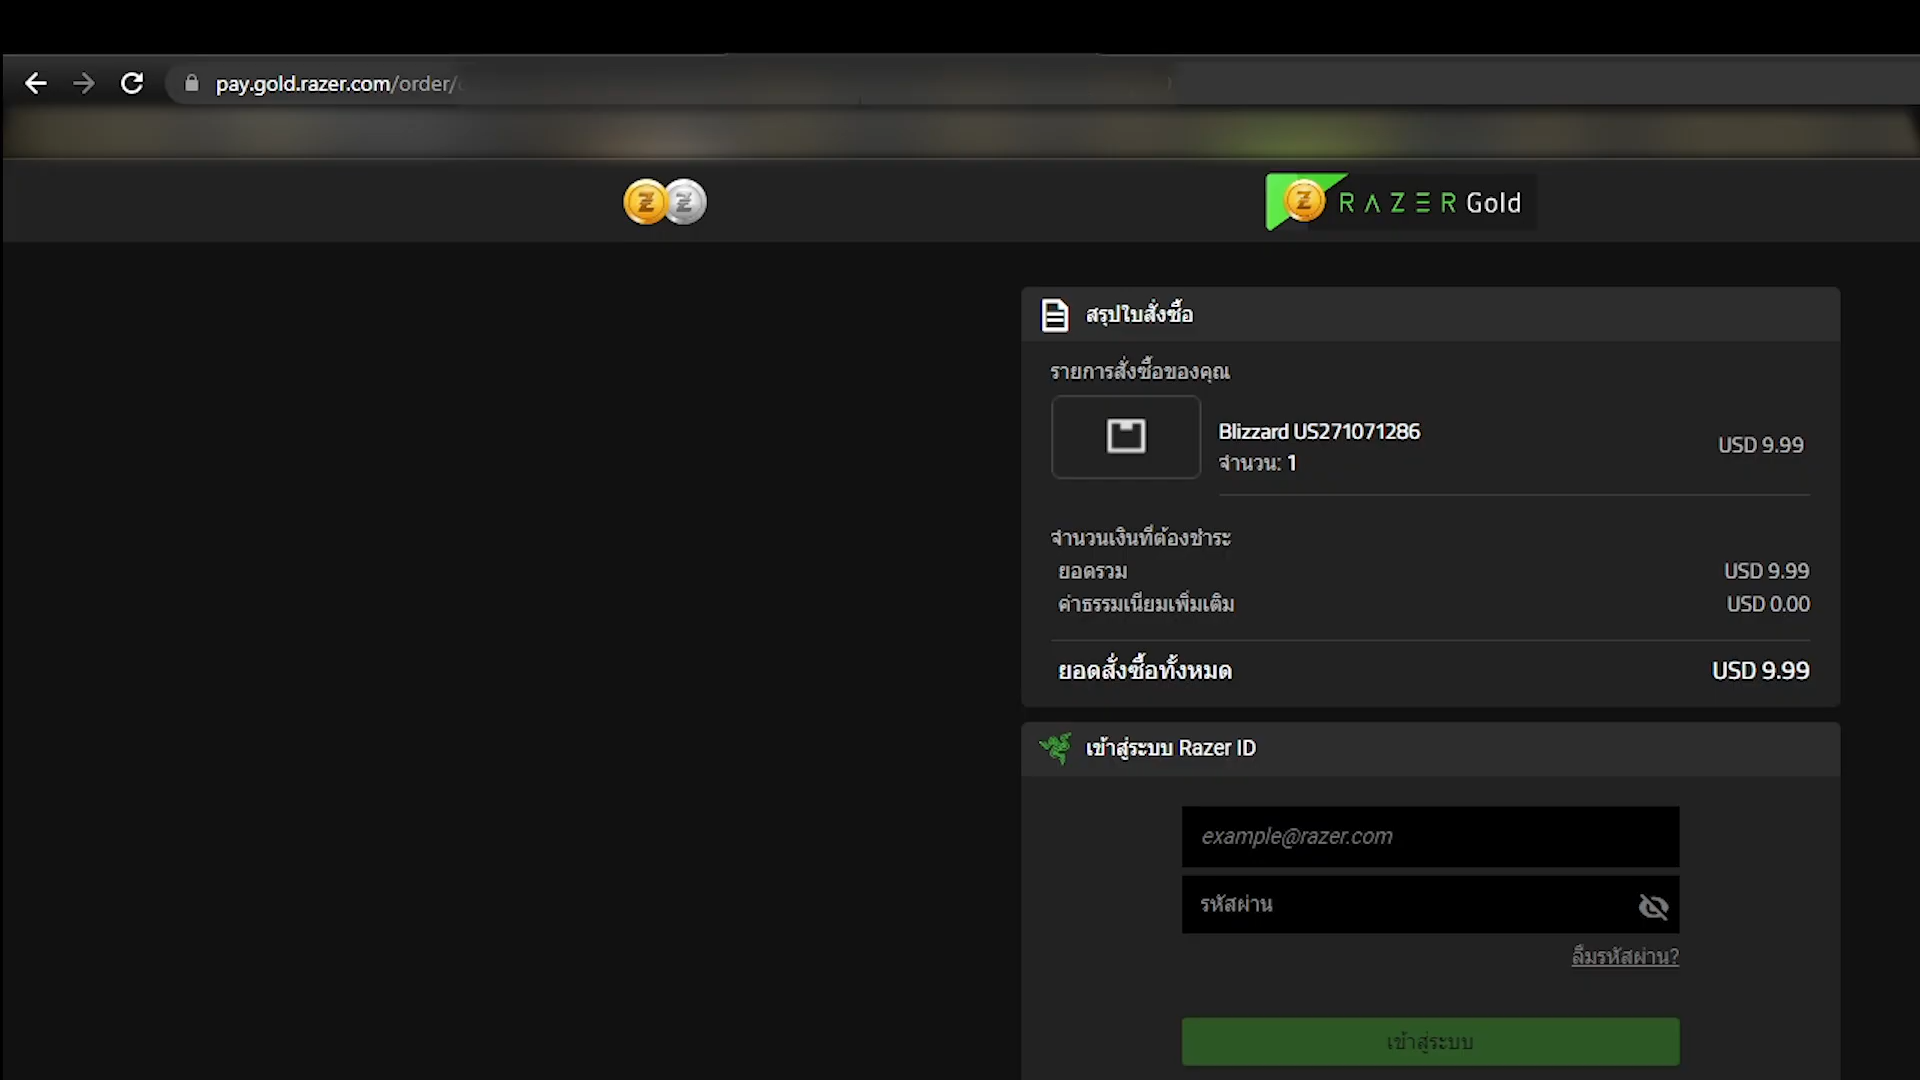 pay.gold.razer.com/order/
RAZER Gold
สรุปใบสั่งซื้อ
รายการสั่งซื้อของคุณ
Blizzard US271071286
USD 9.99
จำนวน: 1
จำนวนเงินที่ต้องชำระ
ยอดรวม
USD 9.99
ค่าธรรมเนียมเพิ่มเติม
USD 0.00
ยอดสั่งซื้อทั้งหมด
USD 9.99
เข้าสู่ระบบ Razer ID
example@razer.com
รหัสผ่าน
ลืมรหัสผ่าน?
เข้าสู่ระบบ